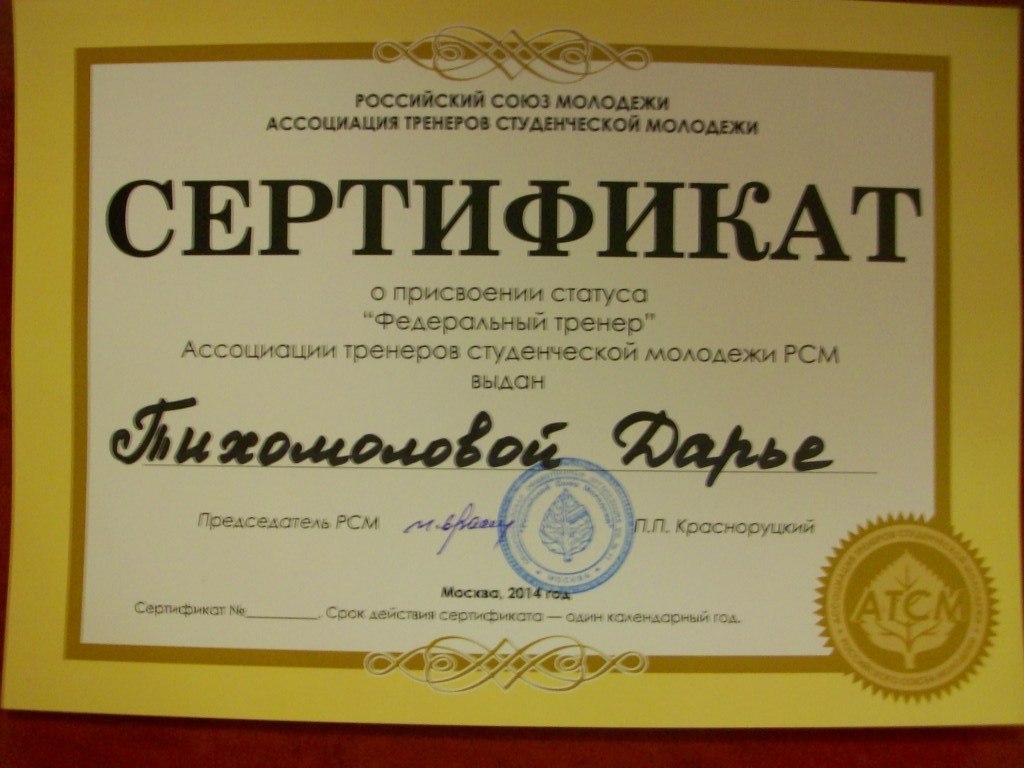 РОССИЙСКИЙ СОЮЗ МОЛОДЕЖИ
АССОЦИАЦИЯ ТРЕНЕРОВ СТУДЕНЧЕСКОЙ МОЛОДЕЖИ
СЕРТИФИКАТ
о присвоении статуса
“Федеральный тренер”
Ассоциации тренеров студенческой молодежи РСМ
выдан
Тихомоловой Дарье
Председатель РСМ П.П. Красноруцкий
МОСКВА
Москва, 2014 год
Сертификат №_________. Срок действия сертификата — один календарный год.
АТСМ